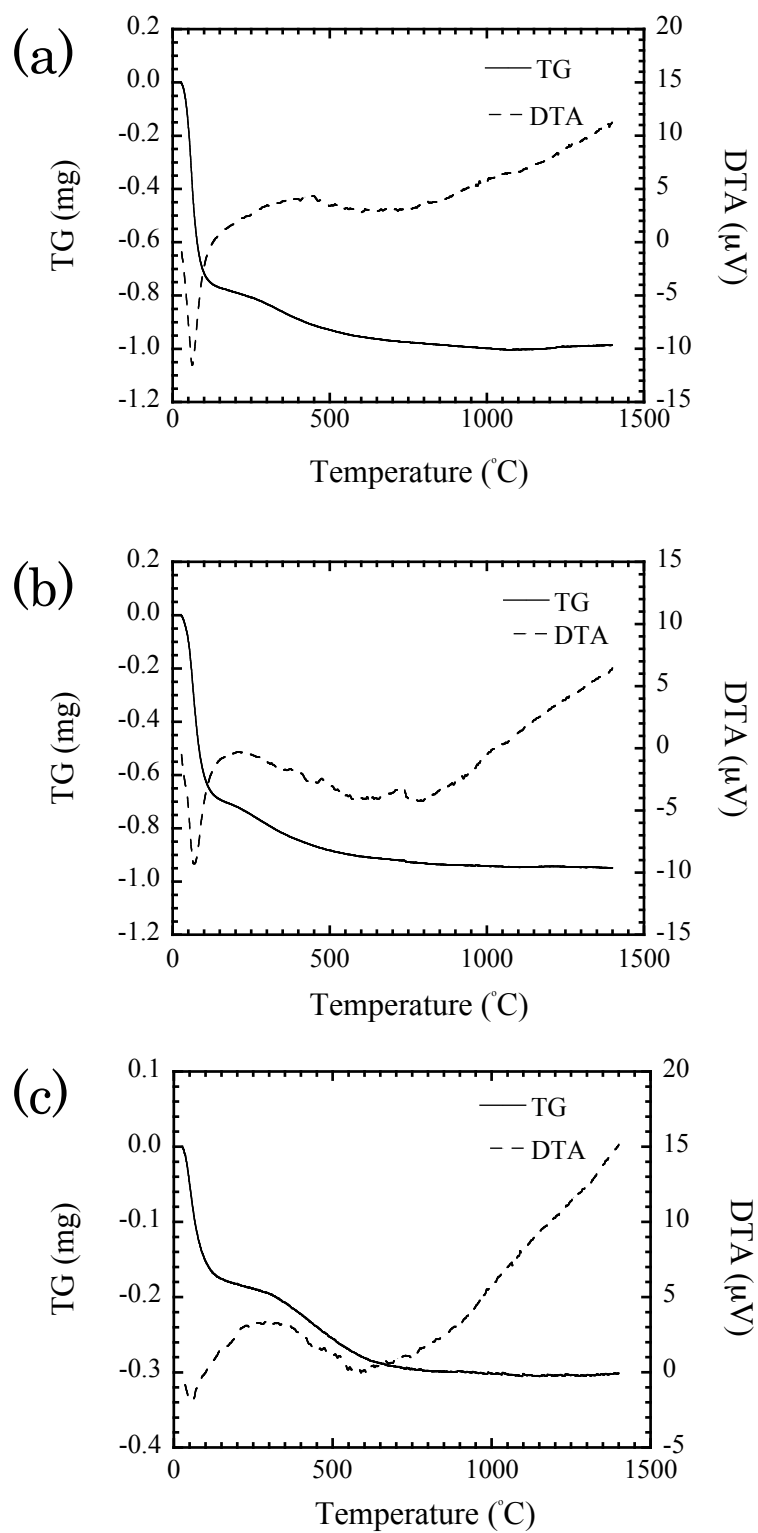 (a)
0.2
0.0
-0.2
-0.4
-0.6
-0.8
-1.0
-1.2
TG (mg)
TG
DTA
20
15
10
5
0
-5
-10
-15
DTA (μV)
0 500 1000 1500
Temperature (°C)
(b)
0.2
0.0
-0.2
-0.4
-0.6
-0.8
-1.0
-1.2
TG (mg)
TG
DTA
15
10
5
0
-5
-10
-15
DTA (μV)
0 500 1000 1500
Temperature (°C)
(c)
0.1
0.0
-0.1
-0.2
-0.3
-0.4
TG (mg)
TG
DTA
20
15
10
5
0
-5
DTA (μV)
0 500 1000 1500
Temperature (°C)